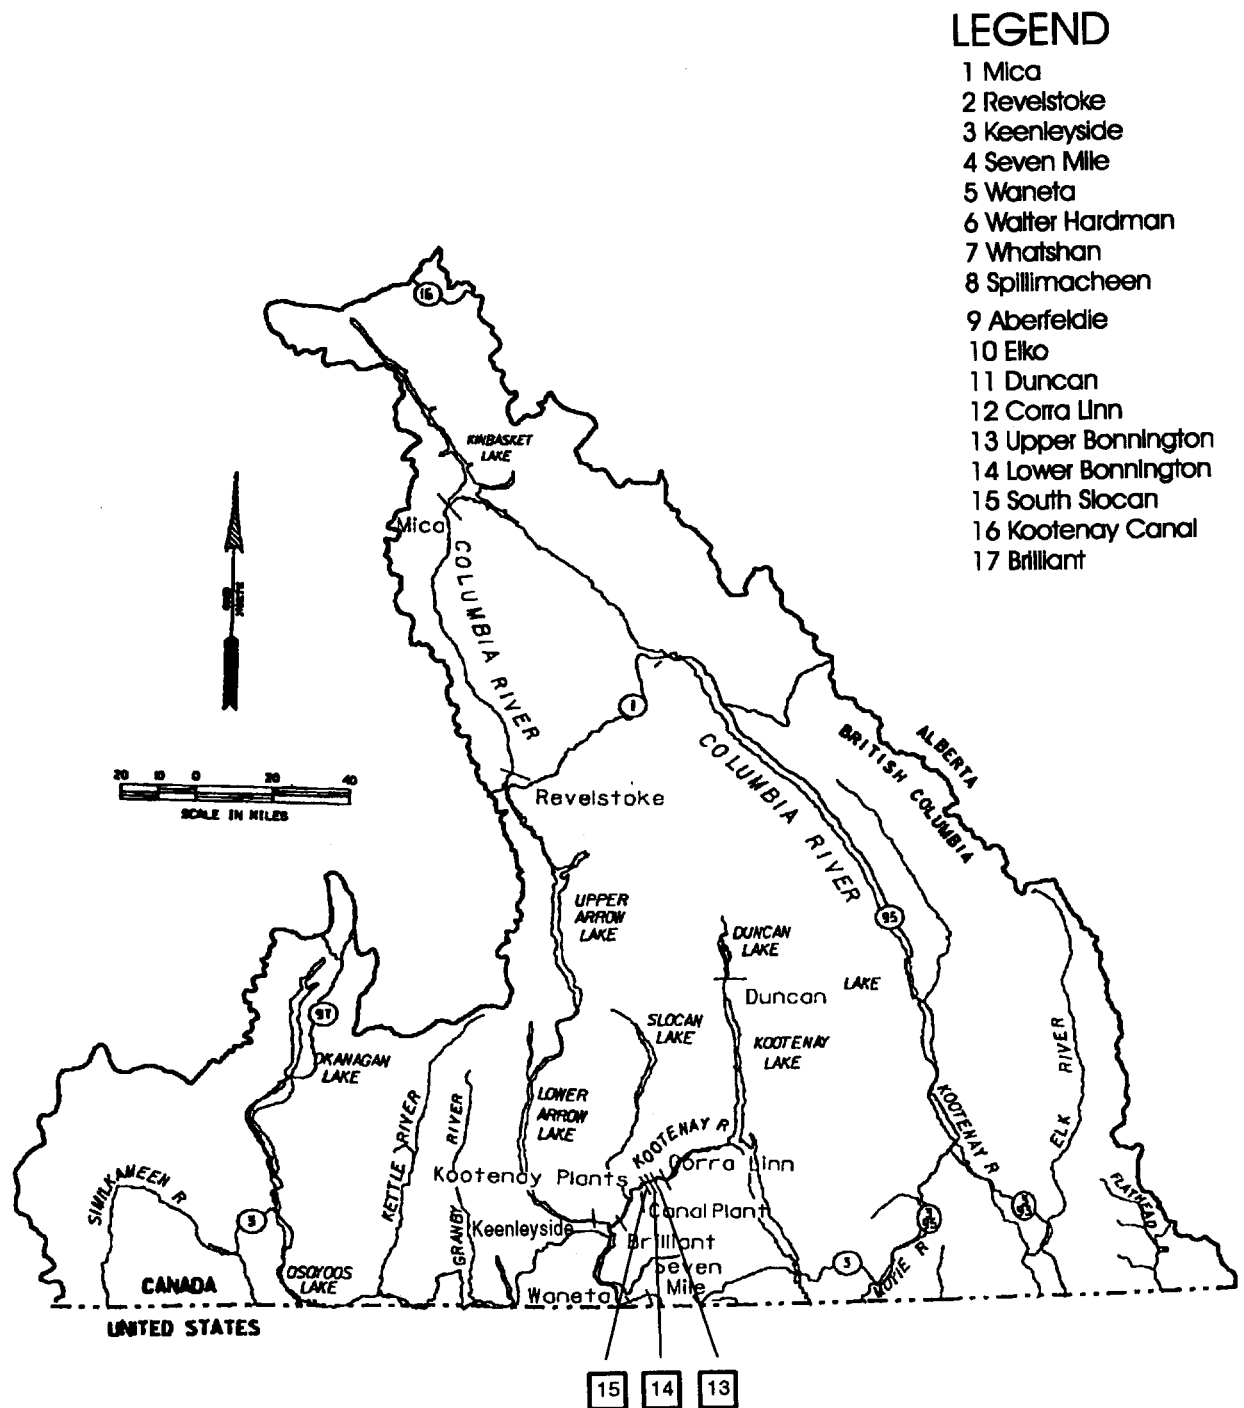 LEGEND
1 Mica
2 Revelstoke
3 Keenleyside
4 Seven Mile
5 Waneta
6 Walter Hardman
7 Whatshan
8 Spillimacheen
9 Aberfeldie
10 Elko
11 Duncan
12 Corra Linn
13 Upper Bonnington
14 Lower Bonnington
15 South Slocan
16 Kootenay Canal
17 Brilliant
16
KINBASKET
LAKE
Mica
COLUMBIA RIVER
1
COLUMBIA RIVER
ALBERTA
BRITISH COLUMBIA
20 10 0 20 40
SCALE IN MILES
Revelstoke
UPPER
ARROW
LAKE
95
DUNCAN
LAKE
LAKE
Duncan
97
SLOCAN
LAKE
KOOTENAY
LAKE
RIVER
ELK
OKANAGAN
LAKE
LOWER
ARROW
LAKE
KETTLE RIVER
RIVER
GRANBY
KOOTENAY R
KOOTENAY R
Corra Linn
Kootenay Plants
SIMILKAMEEN R
3
Canal Plant
3
95
3
93
FLATHEAD
Keenleyside
Brilliant
Seven
Mile
3
MOYIE R
OSOYOOS
LAKE
CANADA
Waneta
UNITED STATES
15
14
13